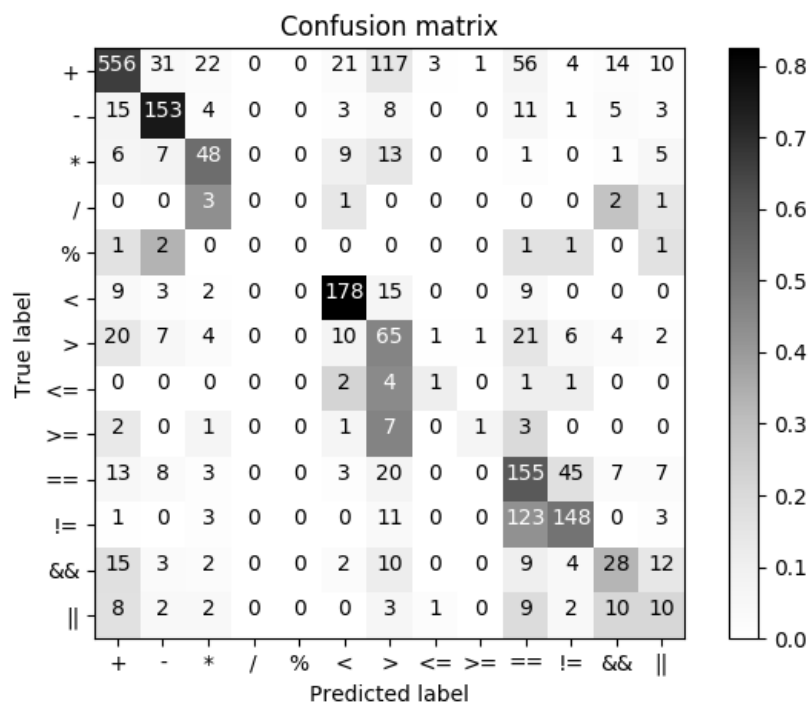 Confusion matrix
+ 556 31 22 0 0 21 117 3 1 56 4 14 10
- 15 153 4 0 0 3 8 0 0 11 1 5 3
* 6 7 48 0 0 9 13 0 0 1 0 1 5
/ 0 0 3 0 0 1 0 0 0 0 0 2 1
% 1 2 0 0 0 0 0 0 0 1 1 0 1
< 9 3 2 0 0 178 15 0 0 9 0 0 0
> 20 7 4 0 0 10 65 1 1 21 6 4 2
<= 0 0 0 0 0 2 4 1 0 1 1 0 0
>= 2 0 1 0 0 1 7 0 1 3 0 0 0
== 13 8 3 0 0 3 20 0 0 155 45 7 7
!= 1 0 3 0 0 0 11 0 0 123 148 0 3
&& 15 3 2 0 0 2 10 0 0 9 4 28 12
|| 8 2 2 0 0 0 3 1 0 9 2 10 10
+ - * / % < > <= >= == != && ||
Predicted label
True label
0.8
0.7
0.6
0.5
0.4
0.3
0.2
0.1
0.0